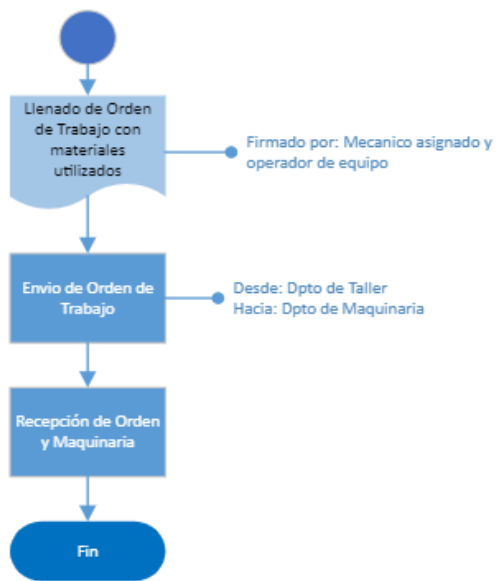 Llenado de Orden
de Trabajo con
materiales
utilizados
Firmado por: Mecanico asignado y
operador de equipo
Envio de Orden de
Trabajo
Desde: Dpto de Taller
Hacia: Dpto de Maquinaria
Recepción de Orden
y Maquinaria
Fin